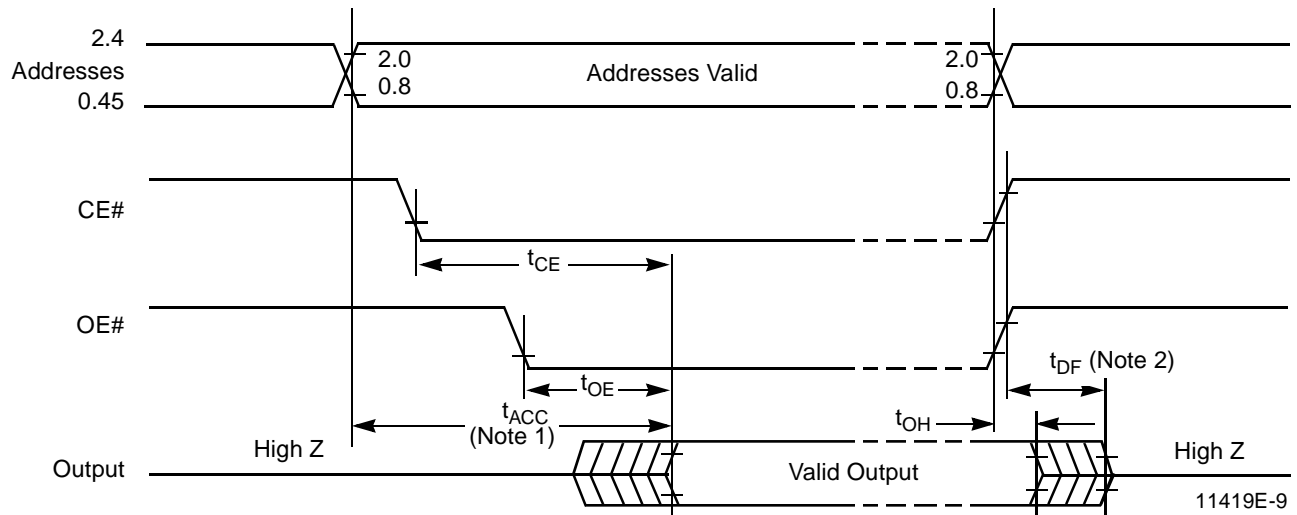 2.4
Addresses
0.45
2.0
0.8
Addresses Valid
2.0
0.8
CE#
tCE
OE#
tOE
tDF (Note 2)
tACC
(Note 1)
tOH
High Z
Output
Valid Output
High Z
11419E-9